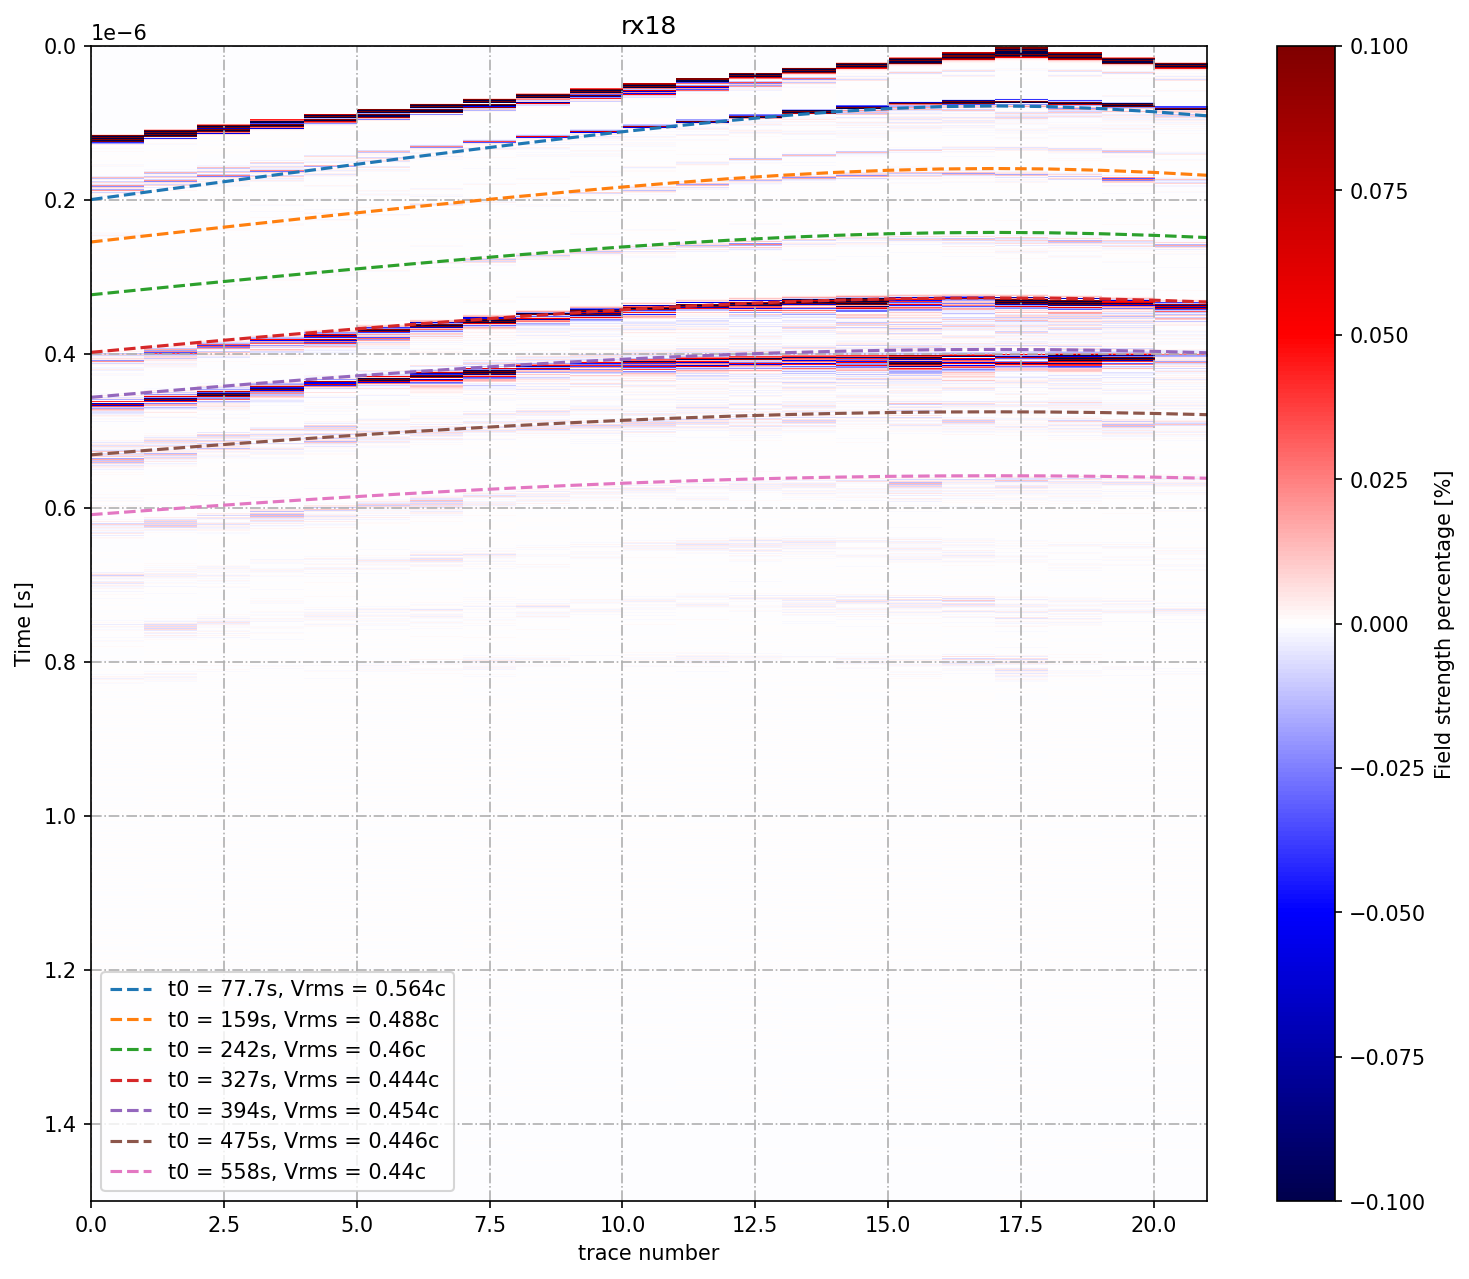 rx18
1e−6
0.0
0.2
0.4
0.6
0.8
1.0
1.2
1.4
Time [s]
0.0
2.5
5.0
7.5
10.0
12.5
15.0
17.5
20.0
trace number
t0 = 77.7s, Vrms = 0.564c
t0 = 159s, Vrms = 0.488c
t0 = 242s, Vrms = 0.46c
t0 = 327s, Vrms = 0.444c
t0 = 394s, Vrms = 0.454c
t0 = 475s, Vrms = 0.446c
t0 = 558s, Vrms = 0.44c
0.100
0.075
0.050
0.025
0.000
−0.025
−0.050
−0.075
−0.100
Field strength percentage [%]